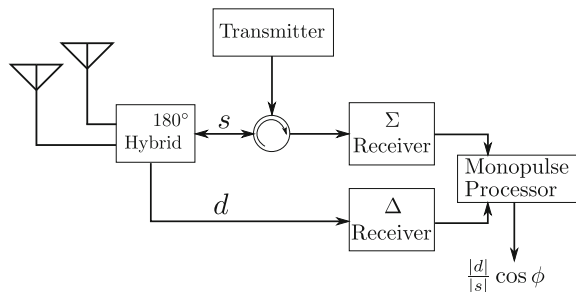 Transmitter
180°
Hybrid
s
Σ
Receiver
Monopulse
Processor
d
Δ
Receiver
|d|/|s| cos ϕ